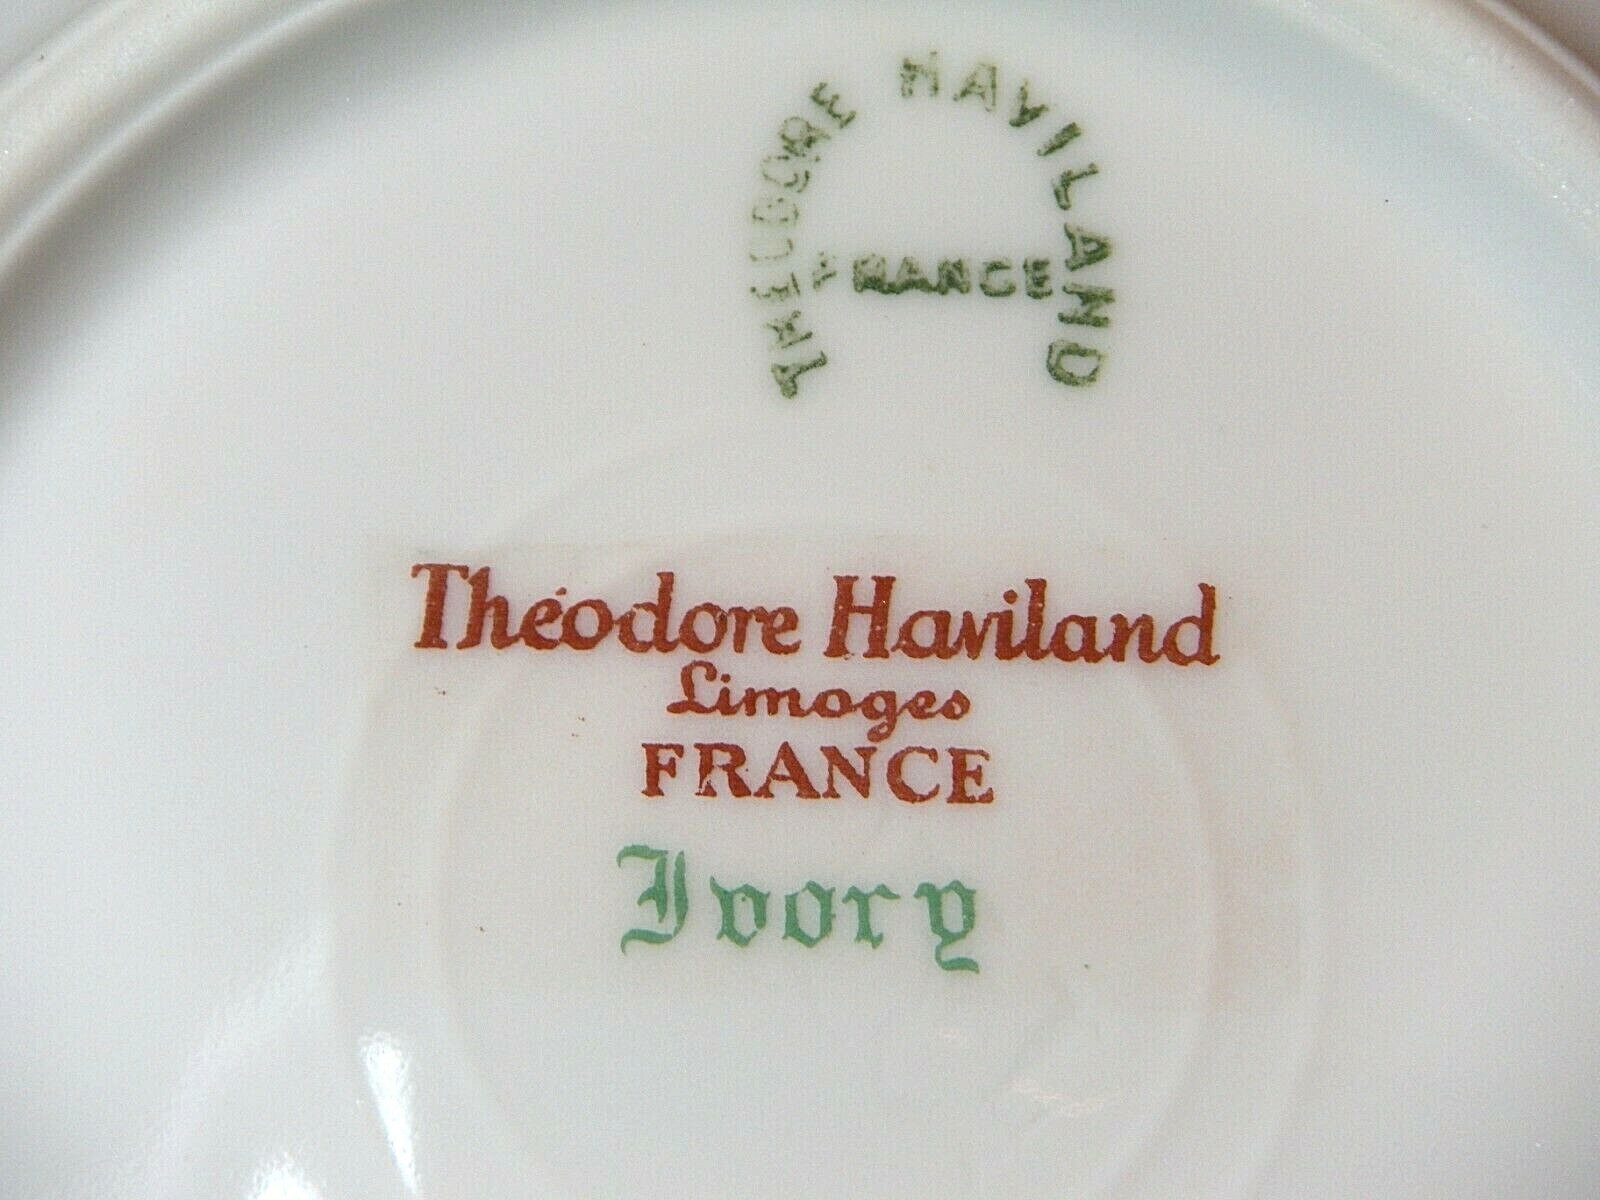 THEODORE HAVILAND
FRANCE
Théodore Haviland
Limoges
FRANCE
Ivory